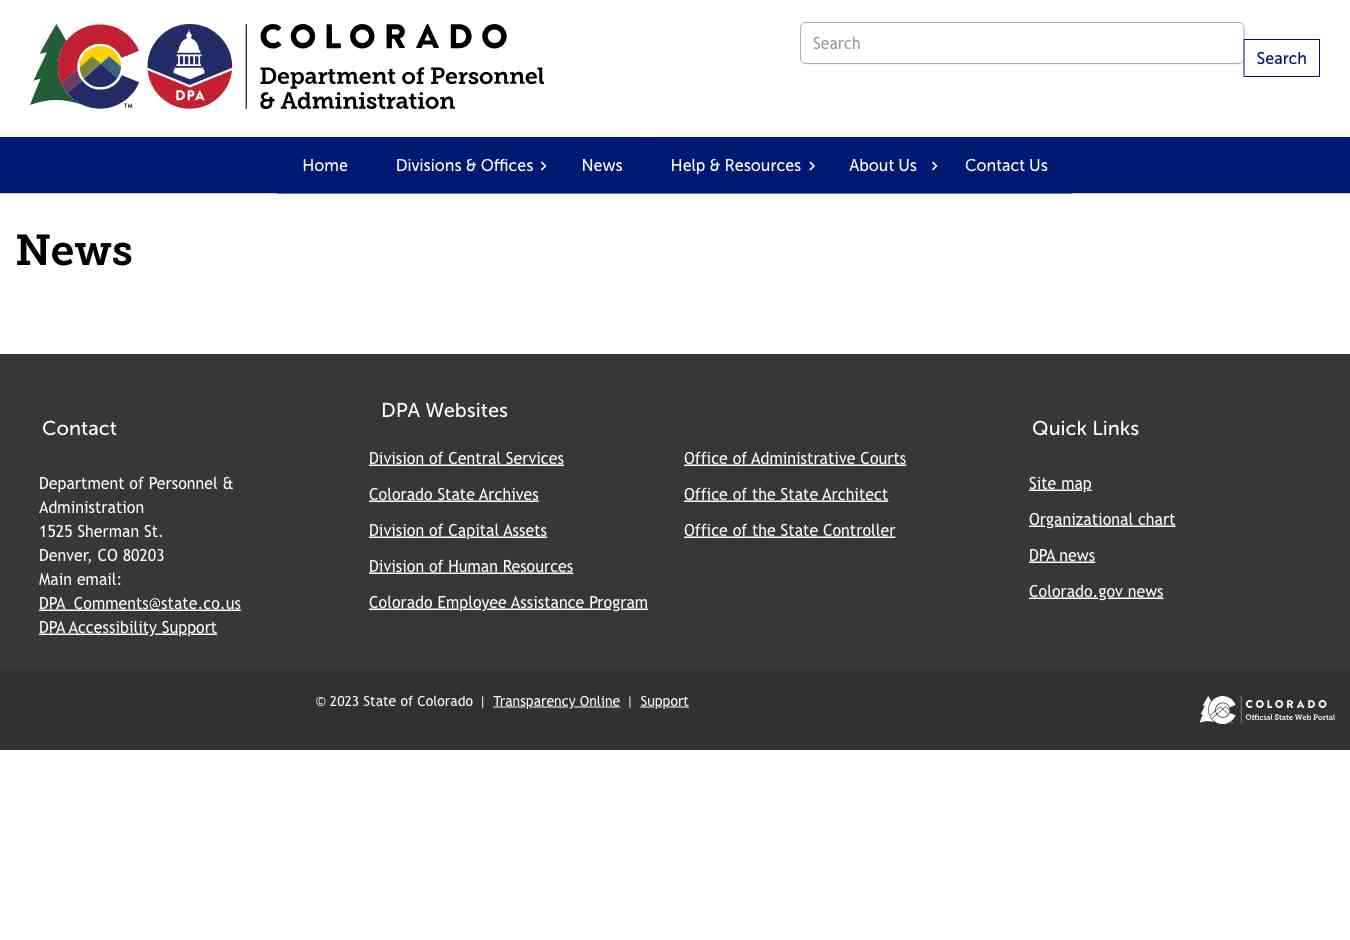 DPA
TM
COLORADO
Department of Personnel
& Administration
Search
Search
Home
Divisions & Offices
News
Help & Resources
About Us
Contact Us
News
Contact
Department of Personnel &
Administration
1525 Sherman St.
Denver, CO 80203
Main email:
DPA_Comments@state.co.us
DPA Accessibility Support
DPA Websites
Division of Central Services
Colorado State Archives
Division of Capital Assets
Division of Human Resources
Colorado Employee Assistance Program
Office of Administrative Courts
Office of the State Architect
Office of the State Controller
Quick Links
Site map
Organizational chart
DPA news
Colorado.gov news
© 2023 State of Colorado | Transparency Online | Support
COLORADO
Official State Web Portal